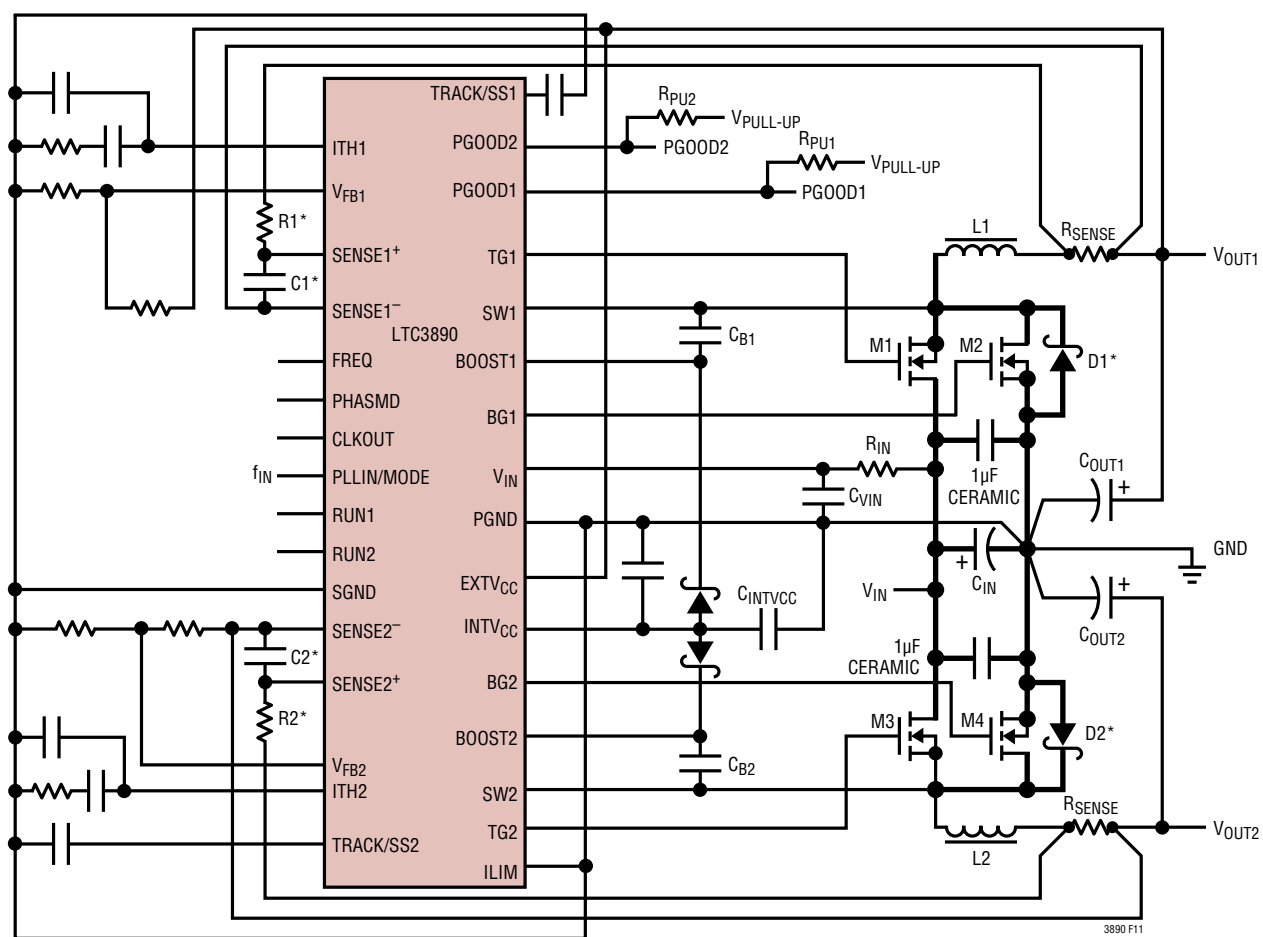 TRACK/SS1
RPU2
VPULL-UP
PGOOD2
PGOOD2
RPU1
VPULL-UP
PGOOD1
PGOOD1
ITH1
VFB1
R1*
SENSE1+
C1*
SENSE1–
LTC3890
TG1
SW1
CB1
BOOST1
BG1
L1
RSENSE
VOUT1
M1
M2
D1*
FREQ
PHASMD
CLKOUT
fIN
PLLIN/MODE
RUN1
RUN2
SGND
VIN
RIN
CVIN
1µF
CERAMIC
COUT1
+
PGND
GND
+
CIN
VIN
EXTVCC
INTVCC
CINTVCC
+
COUT2
SENSE2–
C2*
SENSE2+
R2*
1µF
CERAMIC
BG2
M3
M4
D2*
BOOST2
CB2
VFB2
ITH2
SW2
TG2
RSENSE
VOUT2
L2
TRACK/SS2
ILIM
3890 F11